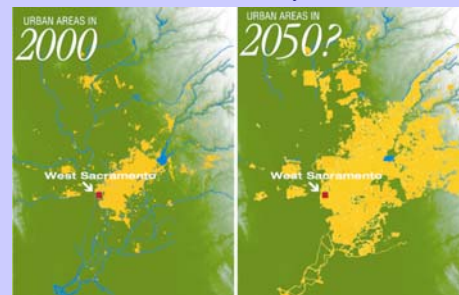 URBAN AREAS IN
2000
West Sacramento
URBAN AREAS IN
2050?
West Sacramento